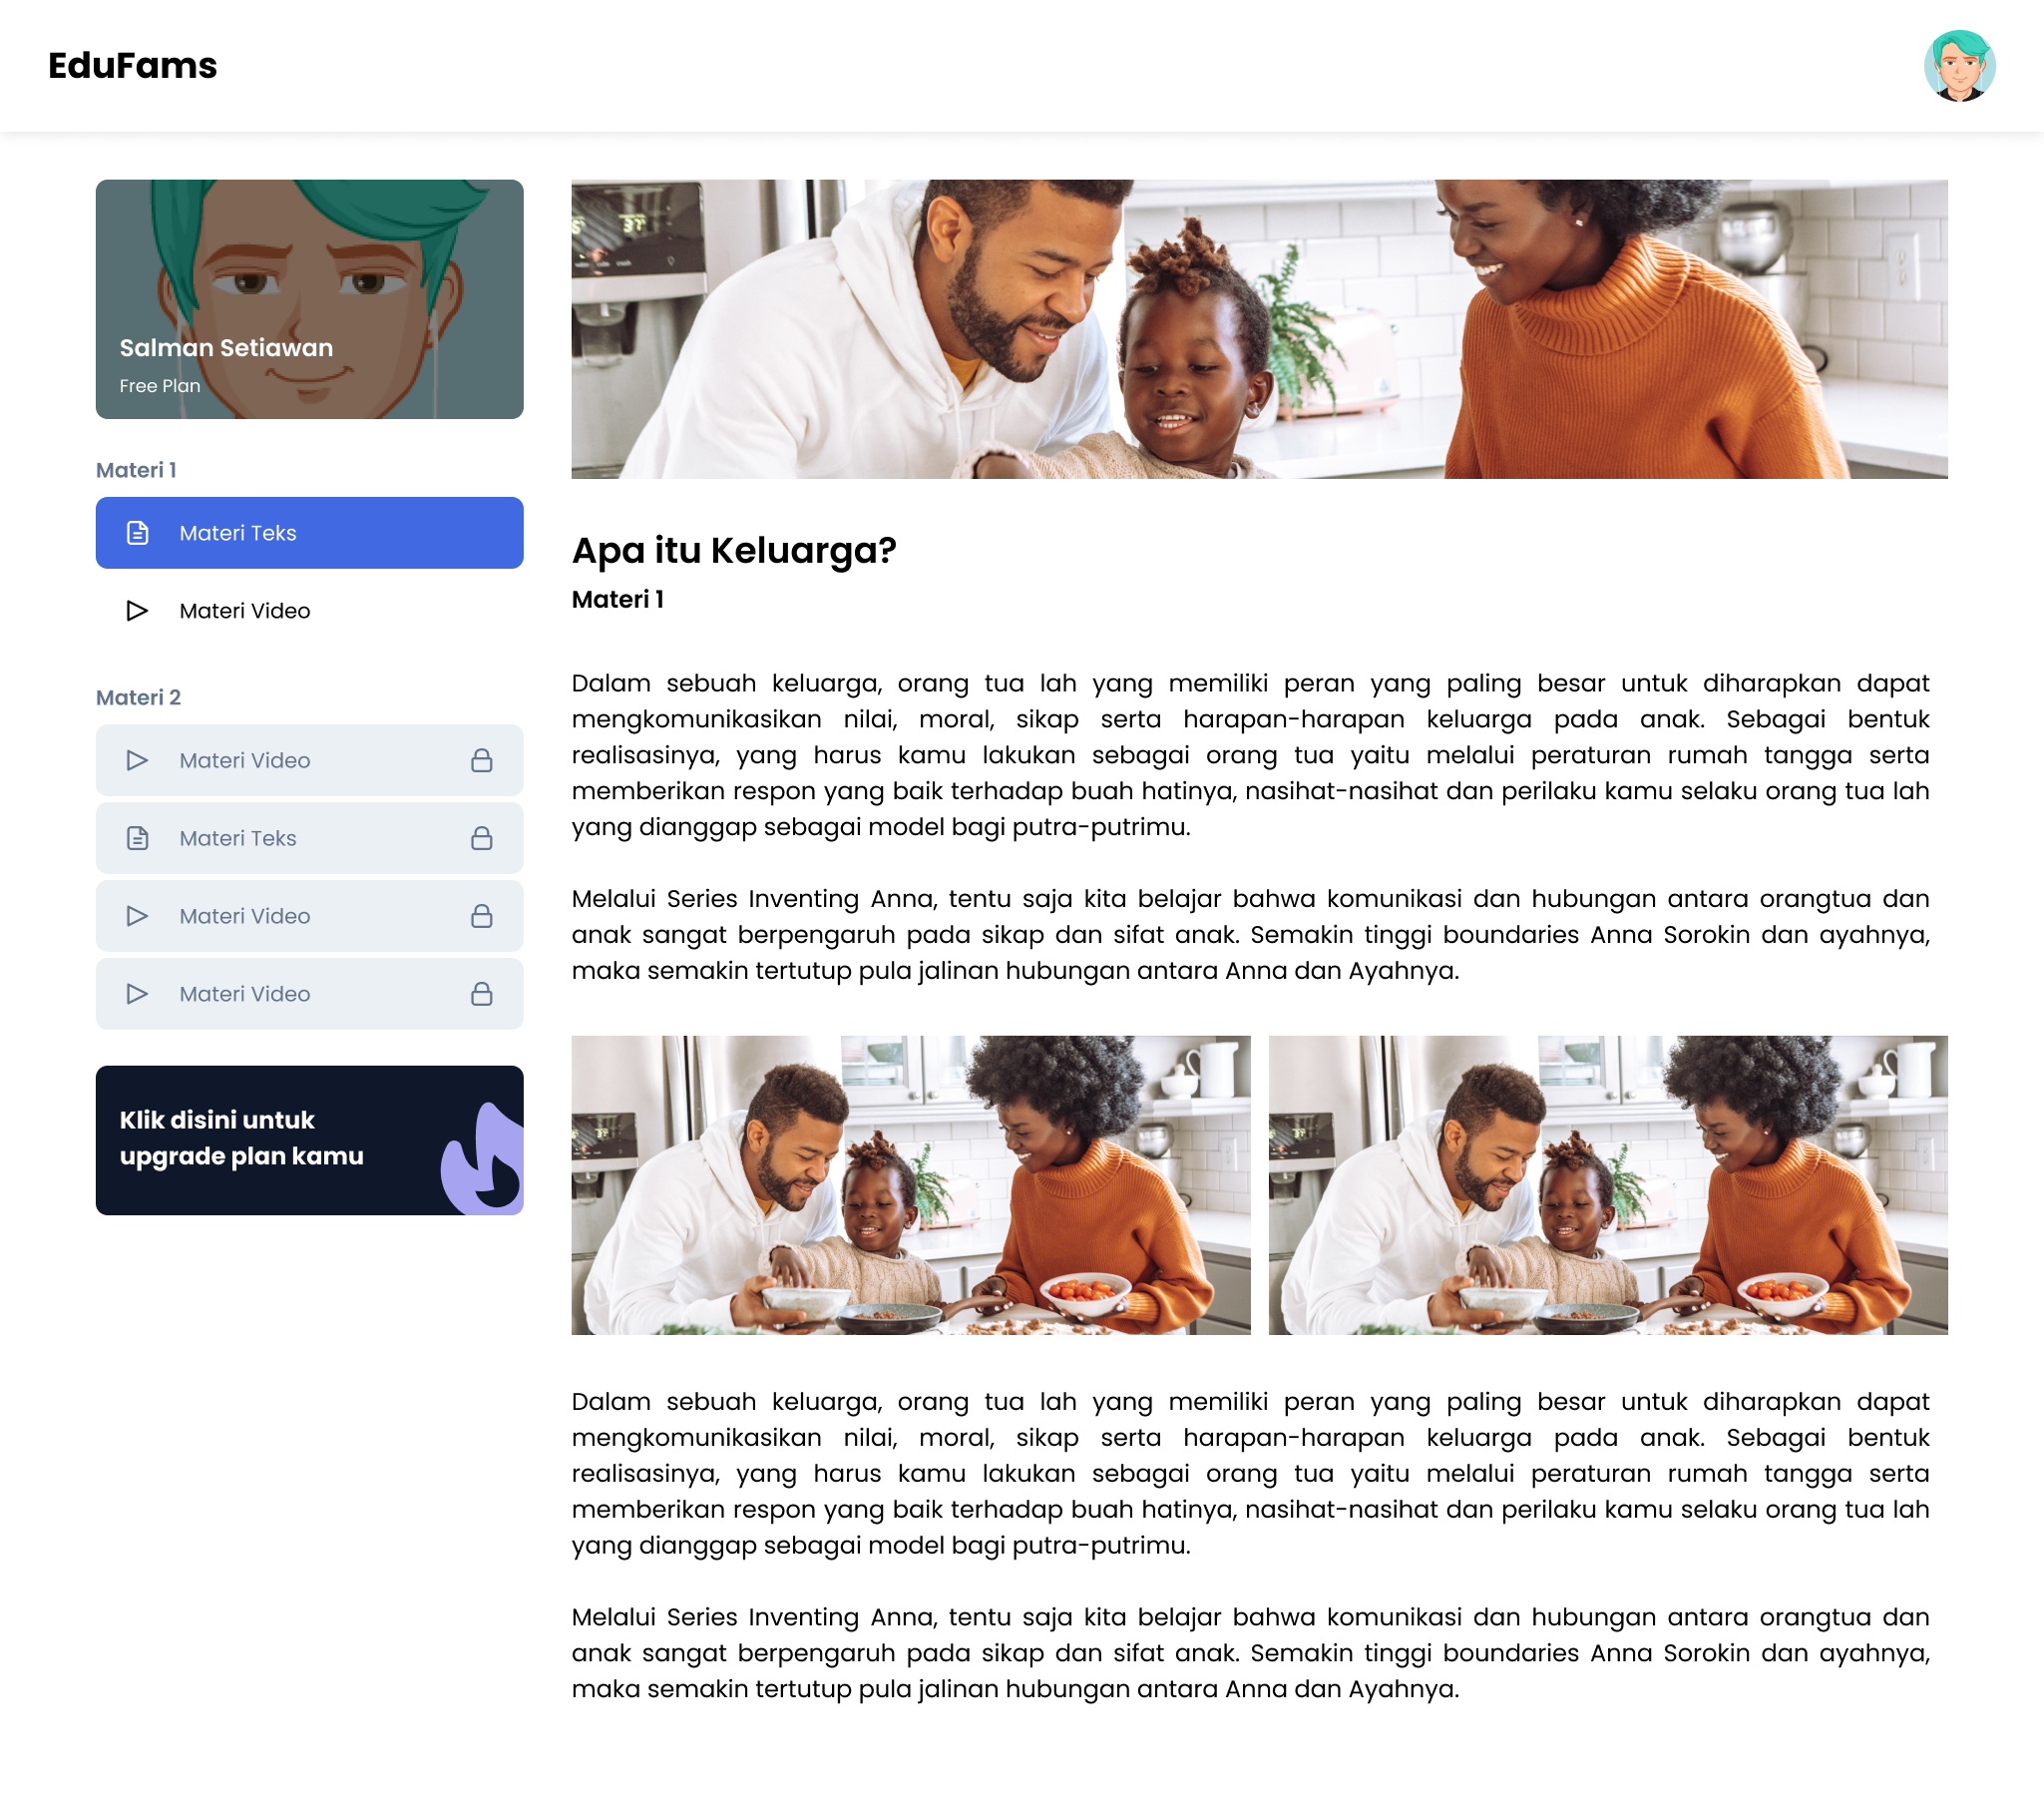 EduFams
Salman Setiawan
Free Plan
Materi 1
Materi Teks
Materi Video
Materi 2
Materi Video
Materi Teks
Materi Video
Materi Video
Klik disini untuk
upgrade plan kamu
Apa itu Keluarga?
Materi 1
Dalam sebuah keluarga, orang tua lah yang memiliki peran yang paling besar untuk diharapkan dapat
mengkomunikasikan nilai, moral, sikap serta harapan-harapan keluarga pada anak. Sebagai bentuk
realisasinya, yang harus kamu lakukan sebagai orang tua yaitu melalui peraturan rumah tangga serta
memberikan respon yang baik terhadap buah hatinya, nasihat-nasihat dan perilaku kamu selaku orang tua lah
yang dianggap sebagai model bagi putra-putrimu.
Melalui Series Inventing Anna, tentu saja kita belajar bahwa komunikasi dan hubungan antara orangtua dan
anak sangat berpengaruh pada sikap dan sifat anak. Semakin tinggi boundaries Anna Sorokin dan ayahnya,
maka semakin tertutup pula jalinan hubungan antara Anna dan Ayahnya.
Dalam sebuah keluarga, orang tua lah yang memiliki peran yang paling besar untuk diharapkan dapat
mengkomunikasikan nilai, moral, sikap serta harapan-harapan keluarga pada anak. Sebagai bentuk
realisasinya, yang harus kamu lakukan sebagai orang tua yaitu melalui peraturan rumah tangga serta
memberikan respon yang baik terhadap buah hatinya, nasihat-nasihat dan perilaku kamu selaku orang tua lah
yang dianggap sebagai model bagi putra-putrimu.
Melalui Series Inventing Anna, tentu saja kita belajar bahwa komunikasi dan hubungan antara orangtua dan
anak sangat berpengaruh pada sikap dan sifat anak. Semakin tinggi boundaries Anna Sorokin dan ayahnya,
maka semakin tertutup pula jalinan hubungan antara Anna dan Ayahnya.